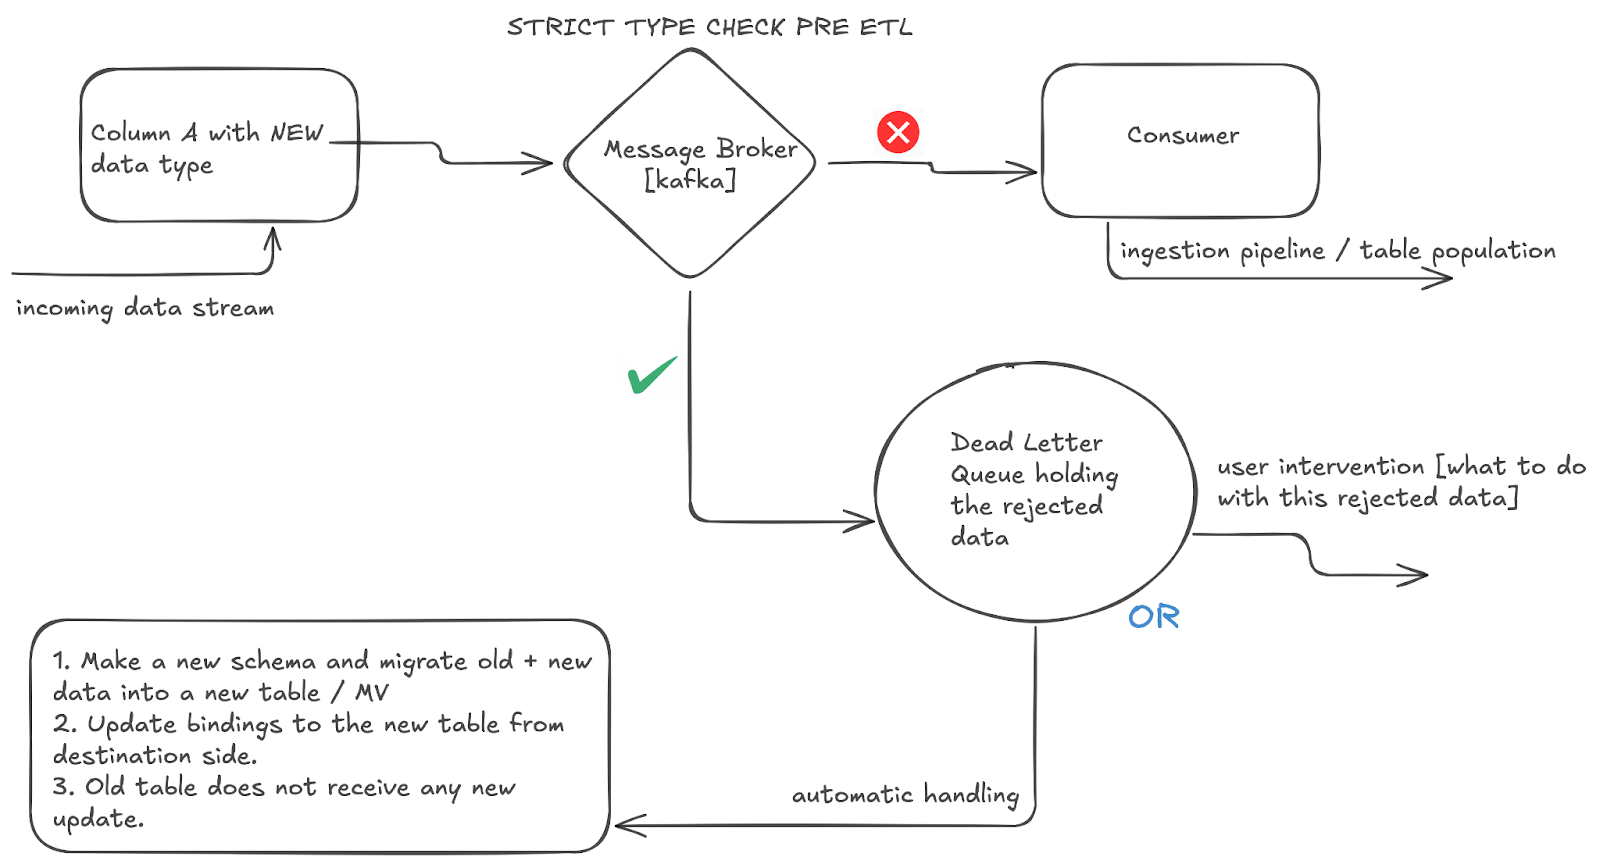 STRICT TYPE CHECK PRE ETL
Column A with NEW
data type
Message Broker
[kafka]
Consumer
ingestion pipeline / table population
incoming data stream
Dead Letter
Queue holding
the rejected
data
user intervention [what to do
with this rejected data]
OR
1. Make a new schema and migrate old + new
data into a new table / MV
2. Update bindings to the new table from
destination side.
3. Old table does not receive any new
update.
automatic handling